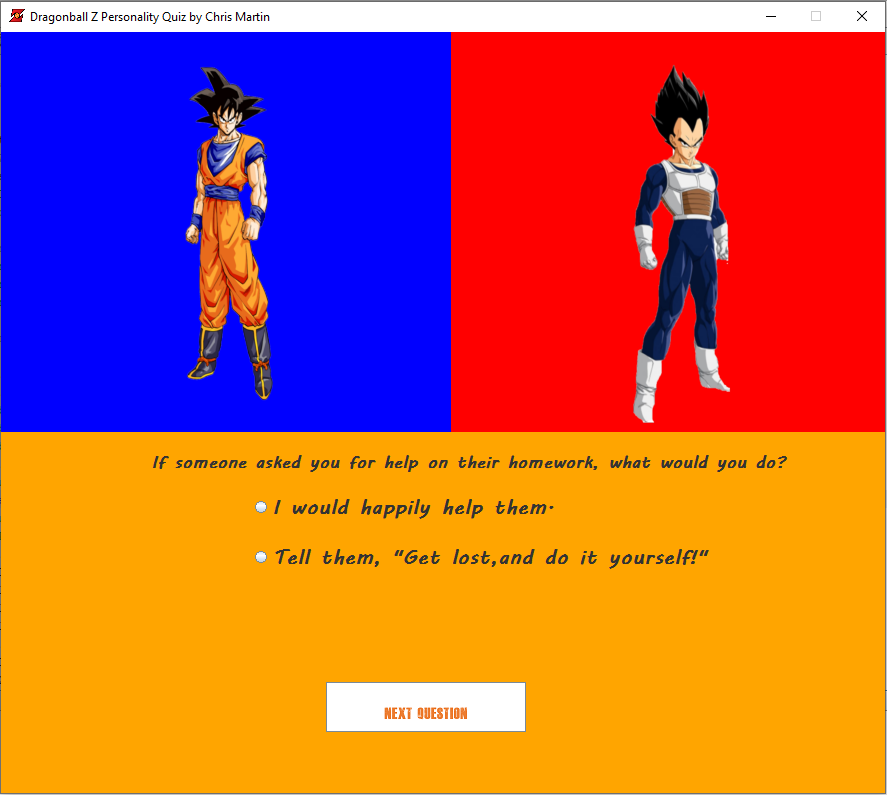 Dragonball Z Personality Quiz by Chris Martin
If someone asked you for help on their homework, what would you do?
I would happily help them.
Tell them, "Get lost,and do it yourself!"
NEXT QUESTION